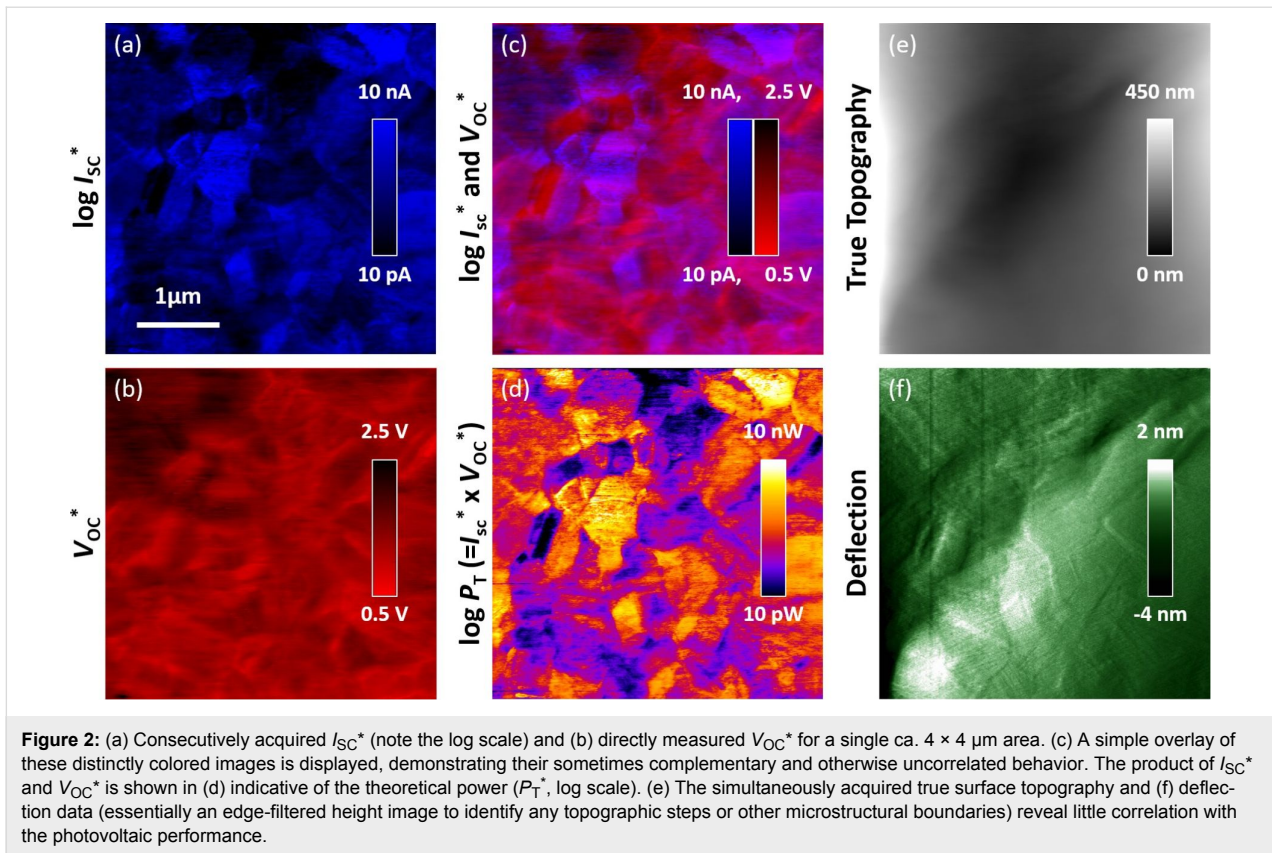 (a)
10 nA
10 pA
1µm
log I_SC*
(c)
10 nA, 2.5 V
10 pA, 0.5 V
log I_sc* and V_OC*
(e)
450 nm
0 nm
True Topography
(b)
2.5 V
0.5 V
V_OC*
(d)
10 nW
10 pW
log P_T (=I_sc* x V_OC*)
(f)
2 nm
-4 nm
Deflection
Figure 2: (a) Consecutively acquired I_SC* (note the log scale) and (b) directly measured V_OC* for a single ca. 4 × 4 µm area. (c) A simple overlay of
these distinctly colored images is displayed, demonstrating their sometimes complementary and otherwise uncorrelated behavior. The product of I_SC*
and V_OC* is shown in (d) indicative of the theoretical power (P_T*, log scale). (e) The simultaneously acquired true surface topography and (f) deflec-
tion data (essentially an edge-filtered height image to identify any topographic steps or other microstructural boundaries) reveal little correlation with
the photovoltaic performance.